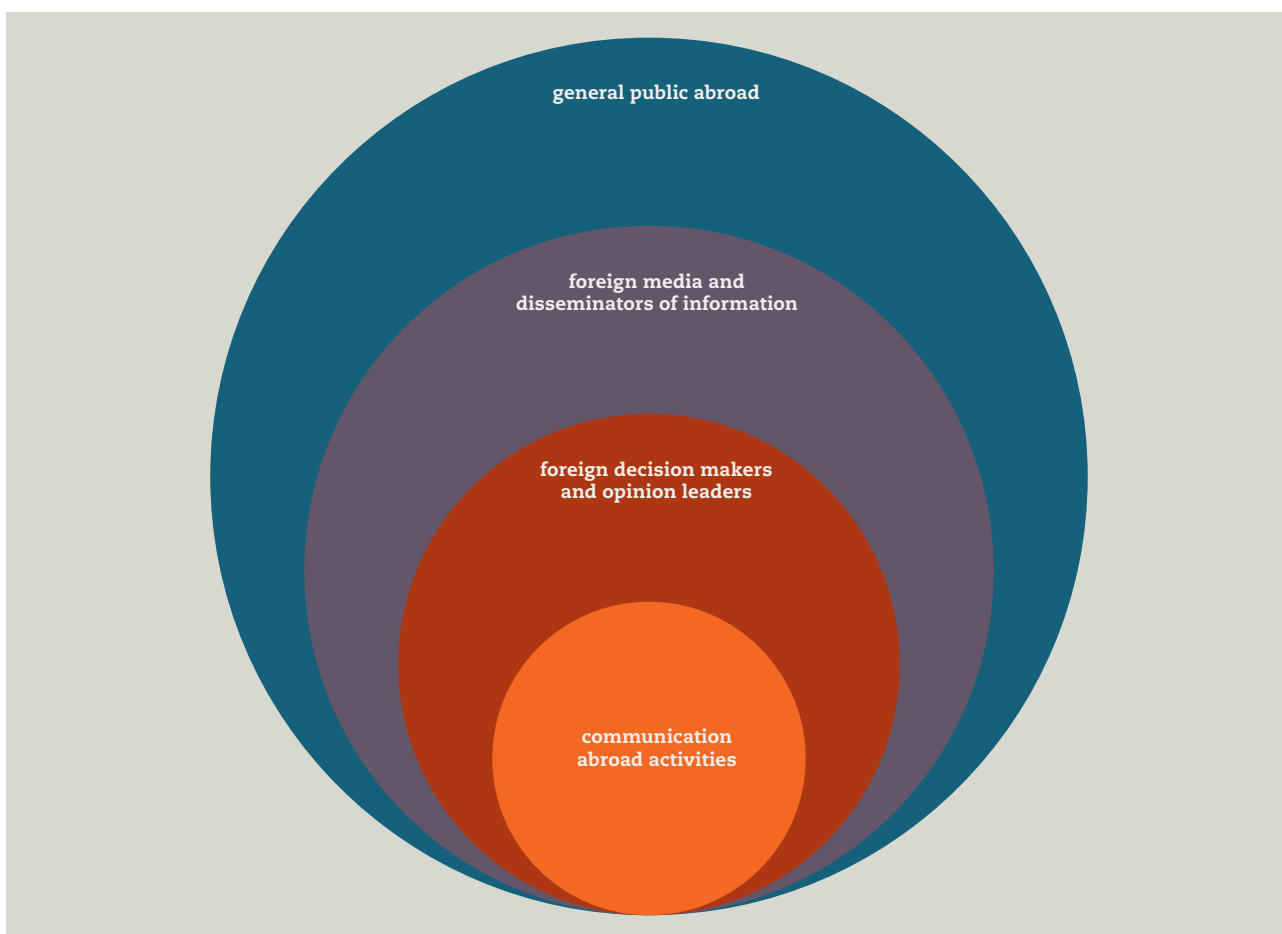 general public abroad
foreign media and
disseminators of information
foreign decision makers
and opinion leaders
communication
abroad activities